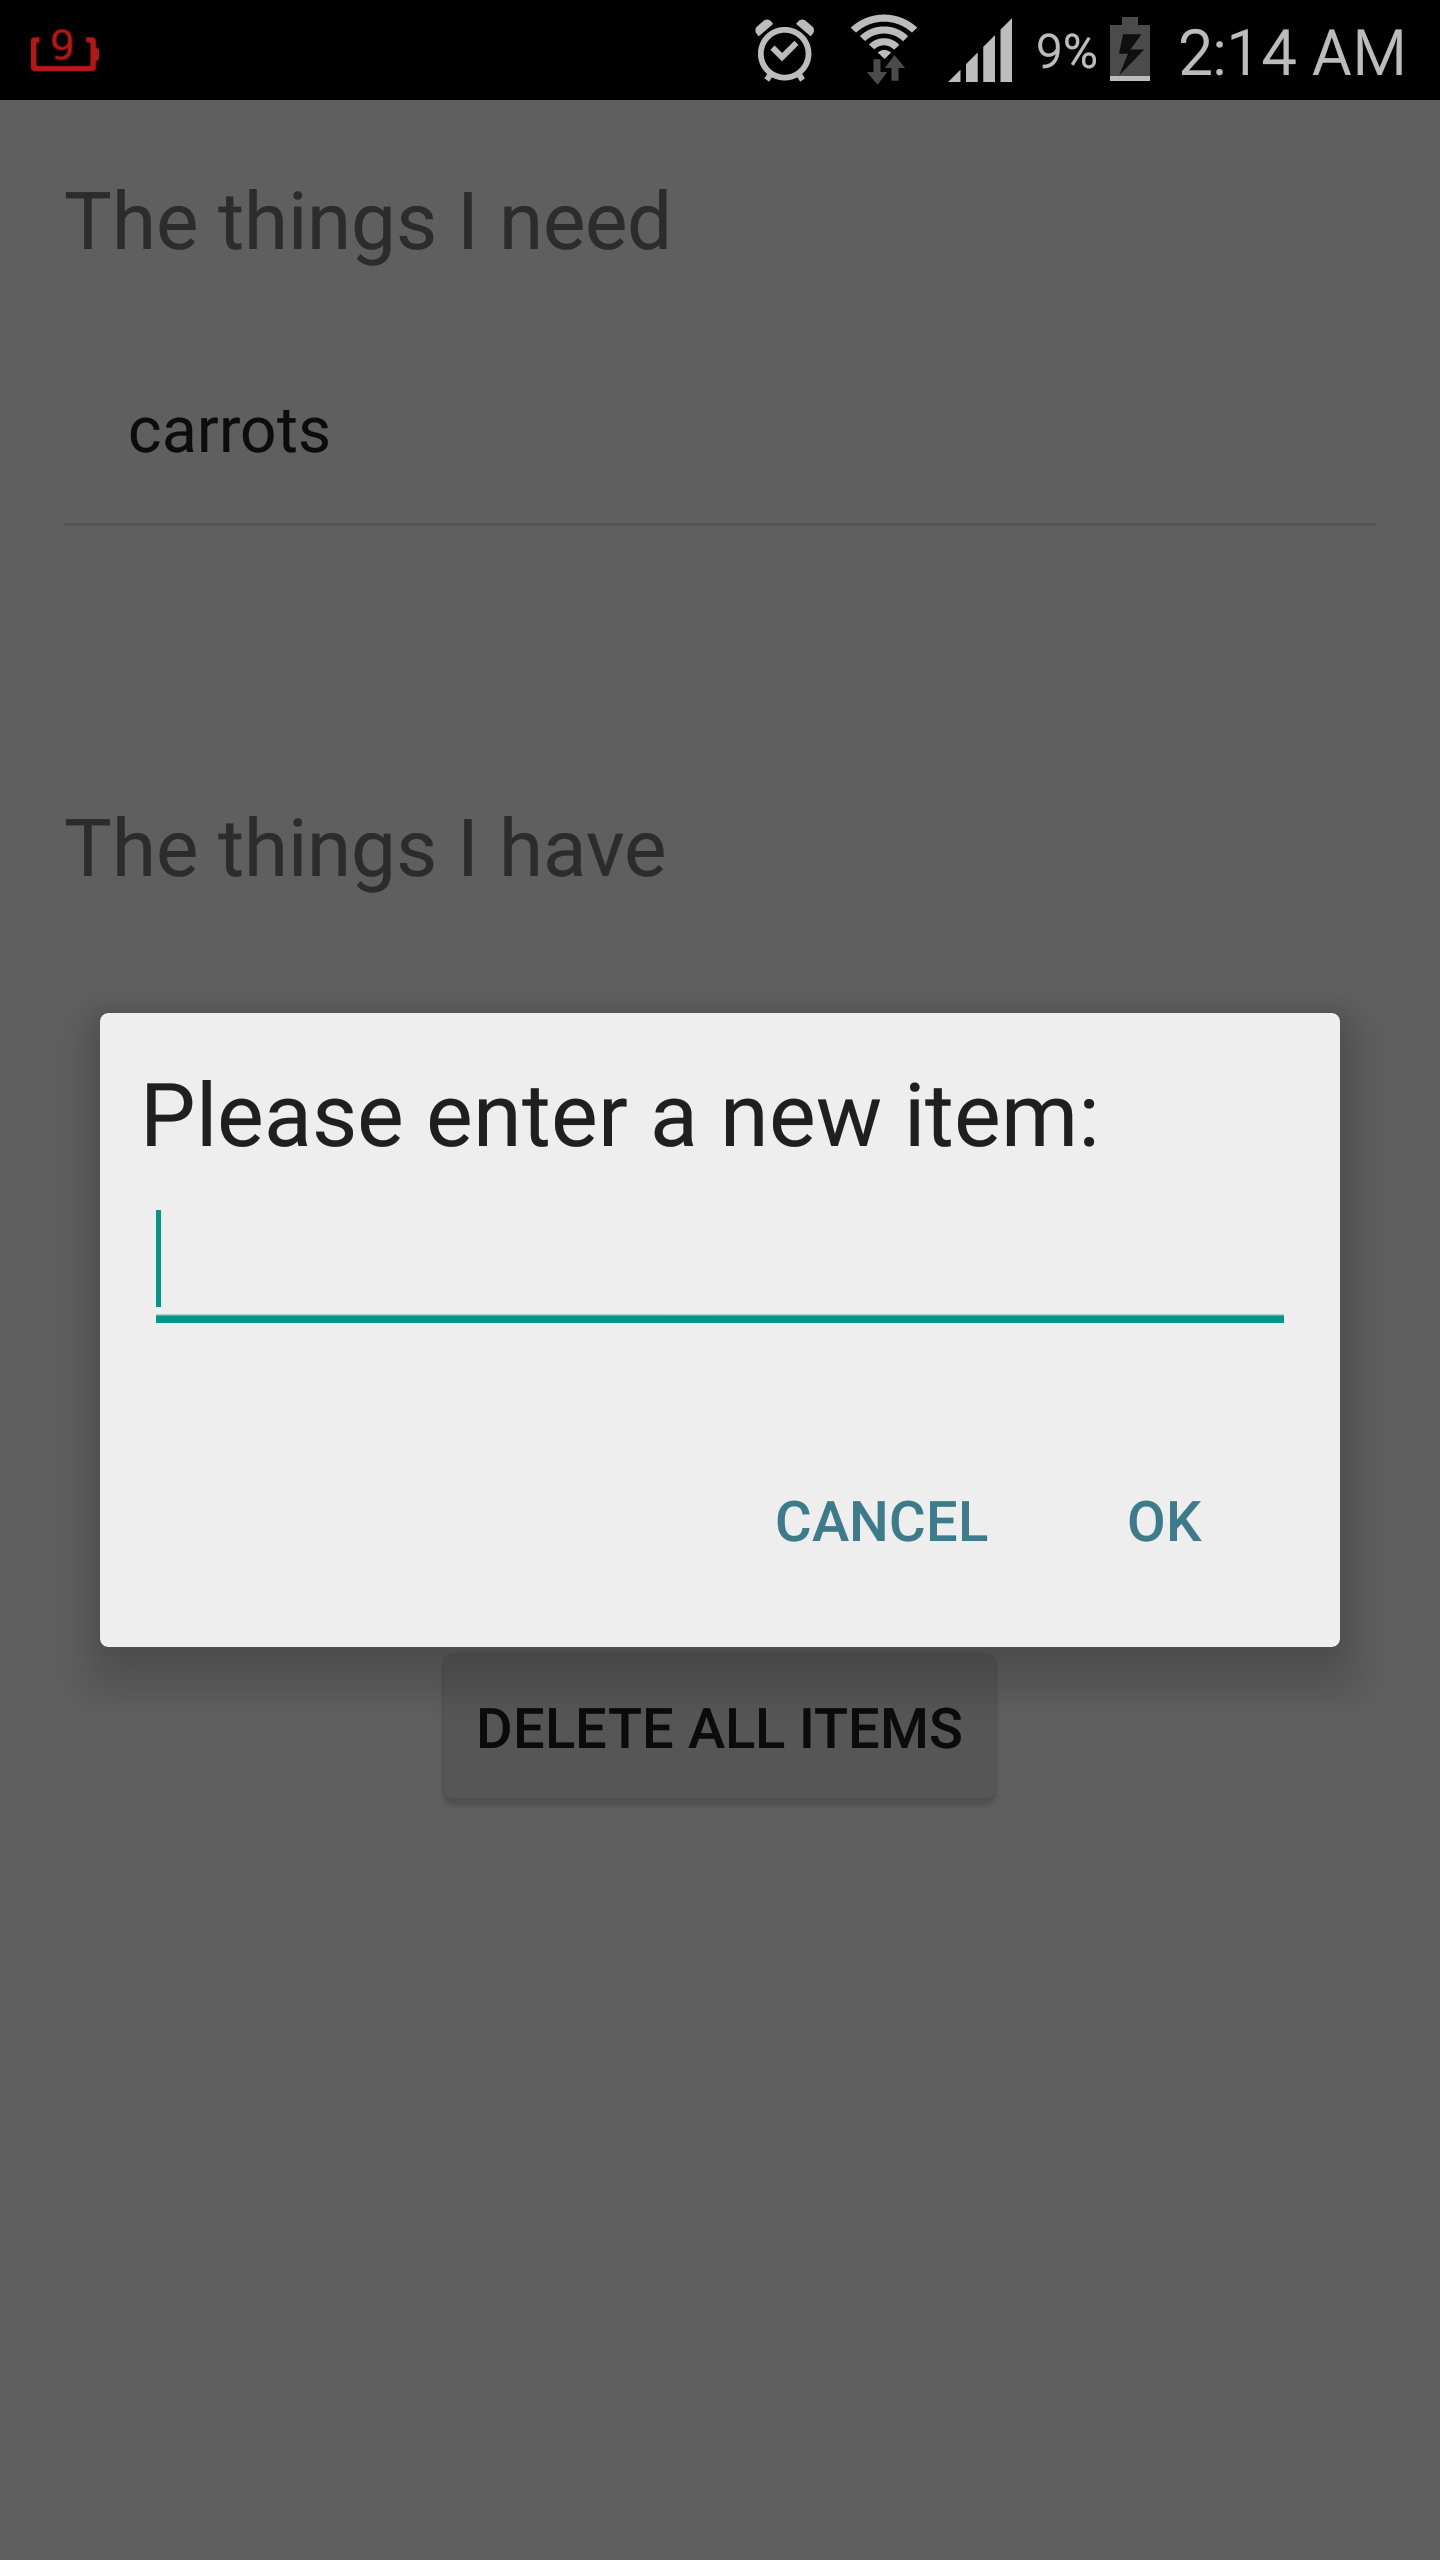 9
9%
2:14 AM
The things I need
carrots
The things I have
Please enter a new item:
CANCEL
OK
DELETE ALL ITEMS